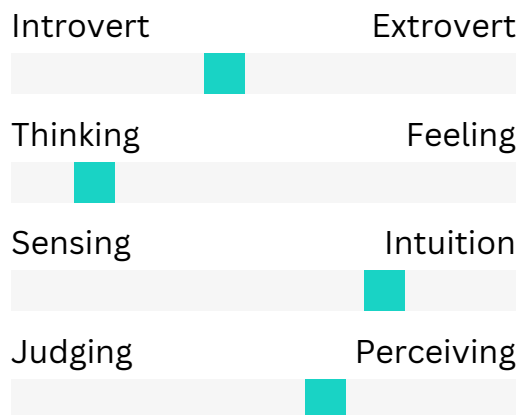 Introvert Extrovert
Thinking Feeling
Sensing Intuition
Judging Perceiving